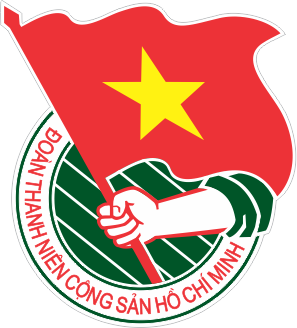 ĐOÀN THANH NIÊN CỘNG SẢN HỒ CHÍ MINH